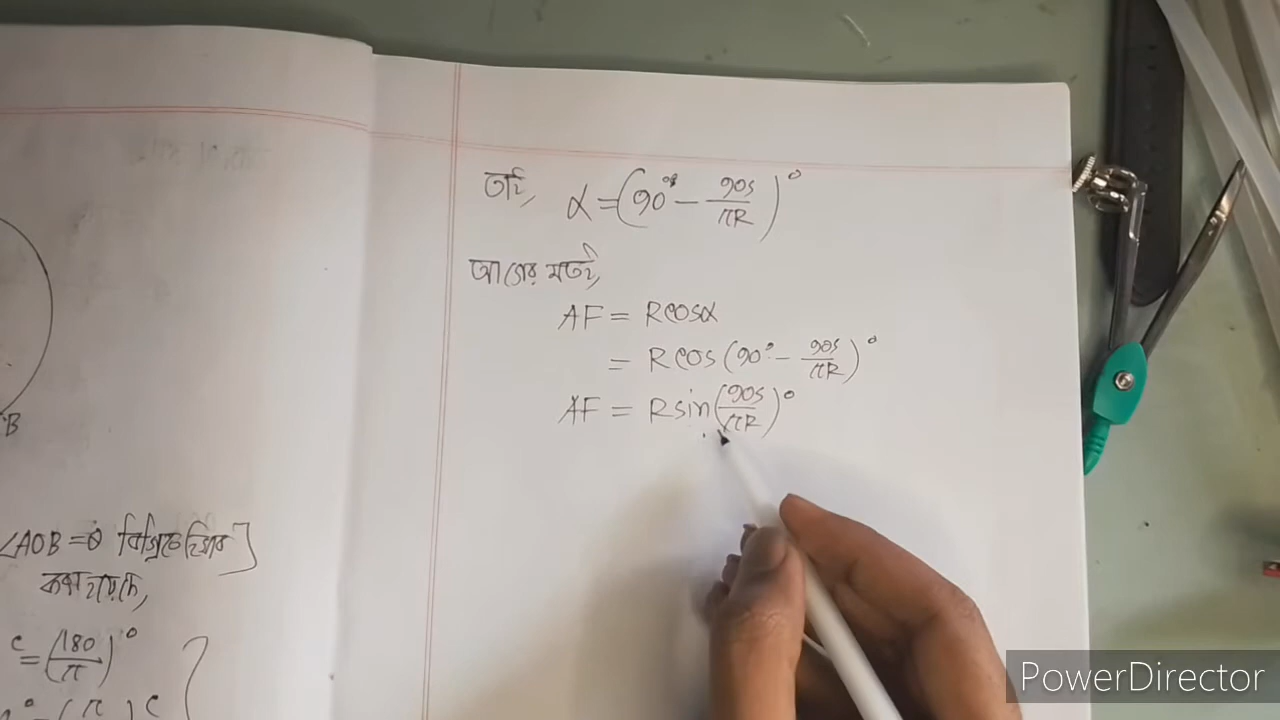 B
∠AOB = θ ডিগ্রিতে হিসাব]
করা হয়েছে,
c = (180/π)°
তাই, α = (90° − 90s/πR)°
আগের মতই,
AF = Rcosα
= Rcos(90° − 90s/πR)°
AF = Rsin(90s/πR)°
PowerDirector